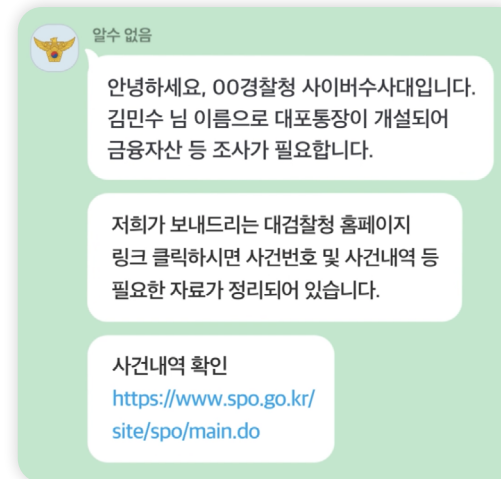 알수 없음
안녕하세요, 00경찰청 사이버수사대입니다.
김민수 님 이름으로 대포통장이 개설되어
금융자산 등 조사가 필요합니다.
저희가 보내드리는 대검찰청 홈페이지
링크 클릭하시면 사건번호 및 사건내역 등
필요한 자료가 정리되어 있습니다.
사건내역 확인
https://www.spo.go.kr/
site/spo/main.do